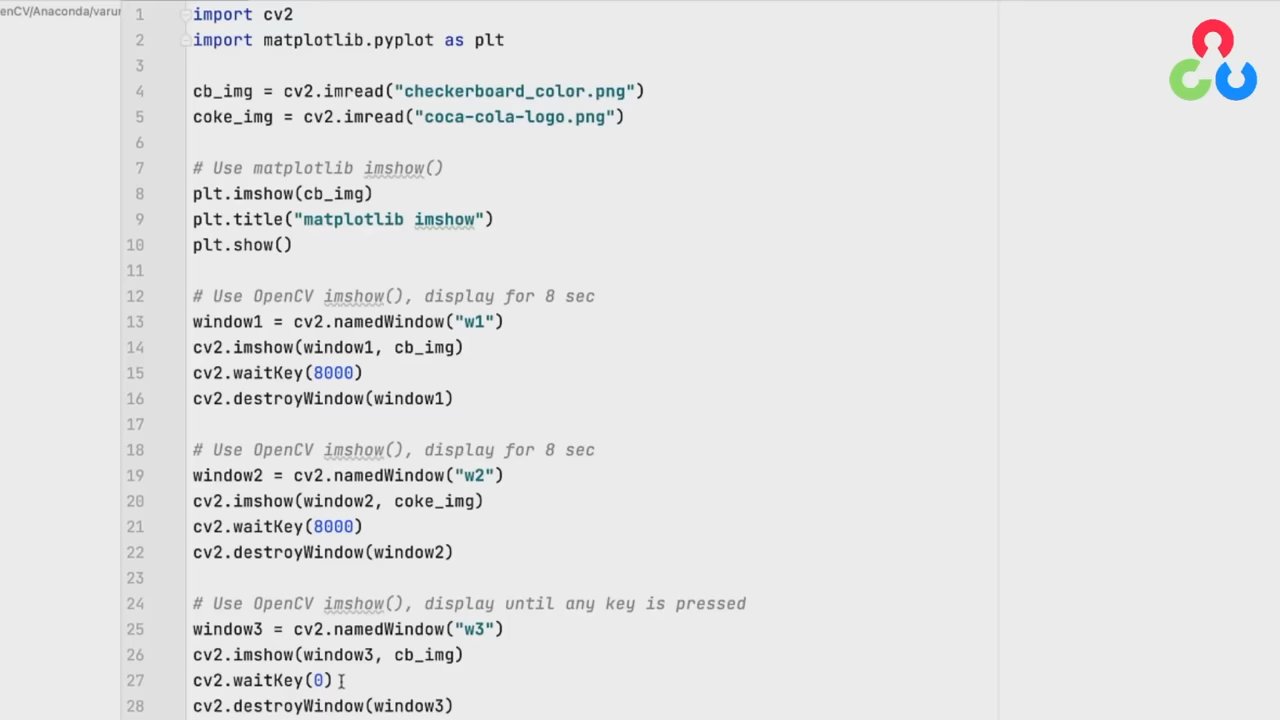 enCV/Anaconda/varur
1 import cv2
2 import matplotlib.pyplot as plt
3
4 cb_img = cv2.imread("checkerboard_color.png")
5 coke_img = cv2.imread("coca-cola-logo.png")
6
7 # Use matplotlib imshow()
8 plt.imshow(cb_img)
9 plt.title("matplotlib imshow")
10 plt.show()
11
12 # Use OpenCV imshow(), display for 8 sec
13 window1 = cv2.namedWindow("w1")
14 cv2.imshow(window1, cb_img)
15 cv2.waitKey(8000)
16 cv2.destroyWindow(window1)
17
18 # Use OpenCV imshow(), display for 8 sec
19 window2 = cv2.namedWindow("w2")
20 cv2.imshow(window2, coke_img)
21 cv2.waitKey(8000)
22 cv2.destroyWindow(window2)
23
24 # Use OpenCV imshow(), display until any key is pressed
25 window3 = cv2.namedWindow("w3")
26 cv2.imshow(window3, cb_img)
27 cv2.waitKey(0)
28 cv2.destroyWindow(window3)